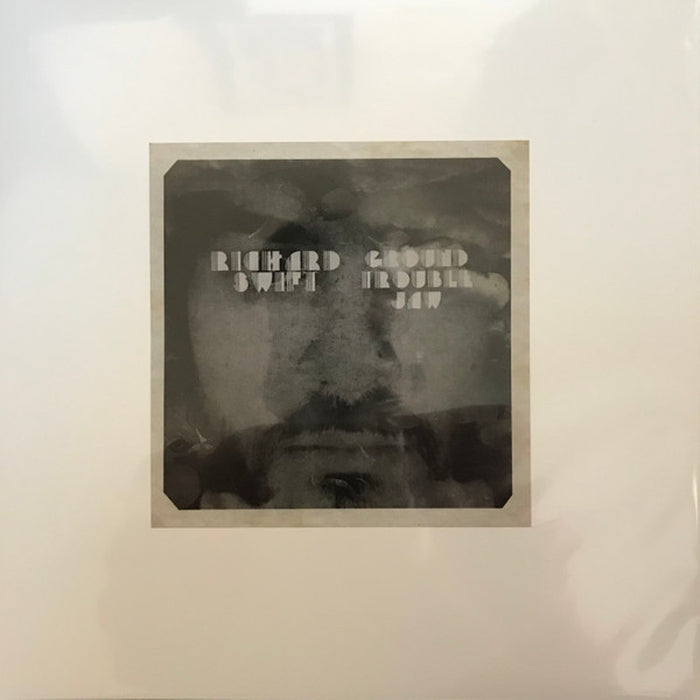 RICHARD
SWIFT
GROUND
TROUBLE
JAW